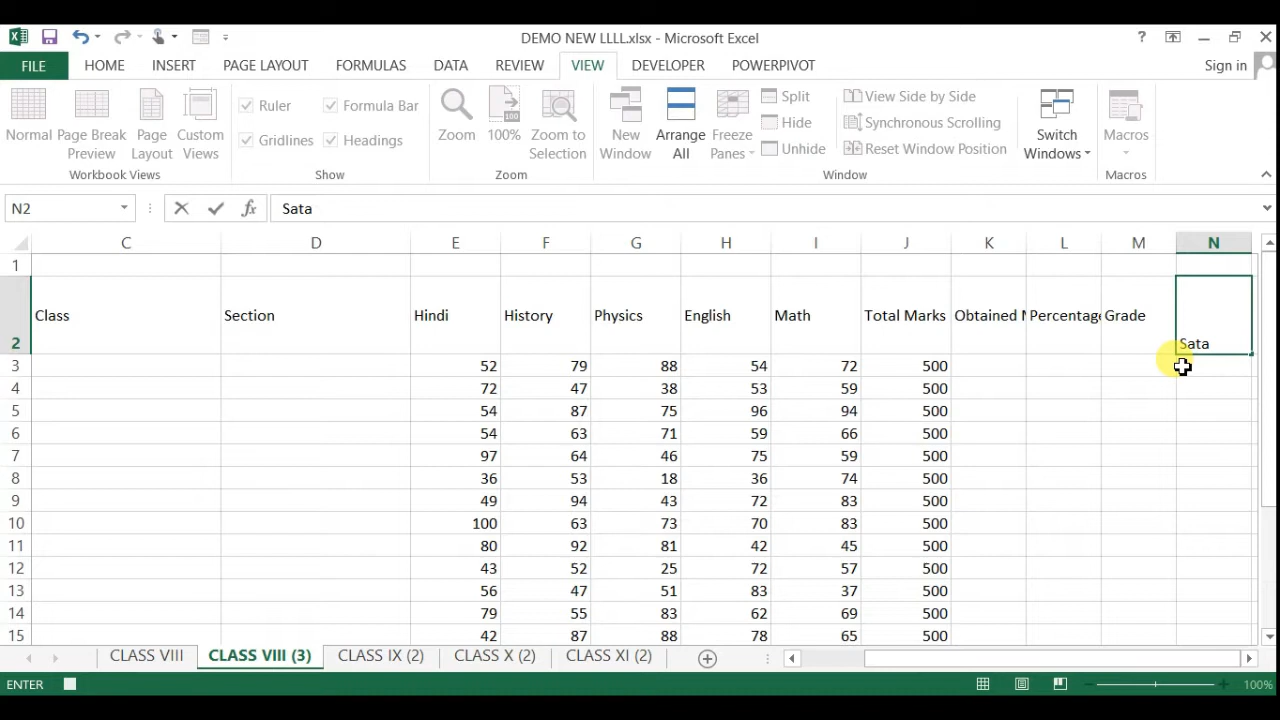 DEMO NEW LLLL.xlsx - Microsoft Excel
FILE HOME INSERT PAGE LAYOUT FORMULAS DATA REVIEW VIEW DEVELOPER POWERPIVOT Sign in
Normal Page Break Preview Page Layout Custom Views
Workbook Views
Ruler Formula Bar
Gridlines Headings
Show
Zoom 100% Zoom to Selection
Zoom
New Window Arrange All Freeze Panes
Split
Hide
Unhide
View Side by Side
Synchronous Scrolling
Reset Window Position
Switch Windows
Window
Macros
Macros
N2 fx Sata
C D E F G H I J K L M N
1
2 Class Section Hindi History Physics English Math Total Marks Obtained M Percentage Grade Sata
3 52 79 88 54 72 500
4 72 47 38 53 59 500
5 54 87 75 96 94 500
6 54 63 71 59 66 500
7 97 64 46 75 59 500
8 36 53 18 36 74 500
9 49 94 43 72 83 500
10 100 63 73 70 83 500
11 80 92 81 42 45 500
12 43 52 25 72 57 500
13 56 47 51 83 37 500
14 79 55 83 62 69 500
15 42 87 88 78 65 500
CLASS VIII CLASS VIII (3) CLASS IX (2) CLASS X (2) CLASS XI (2)
ENTER 100%